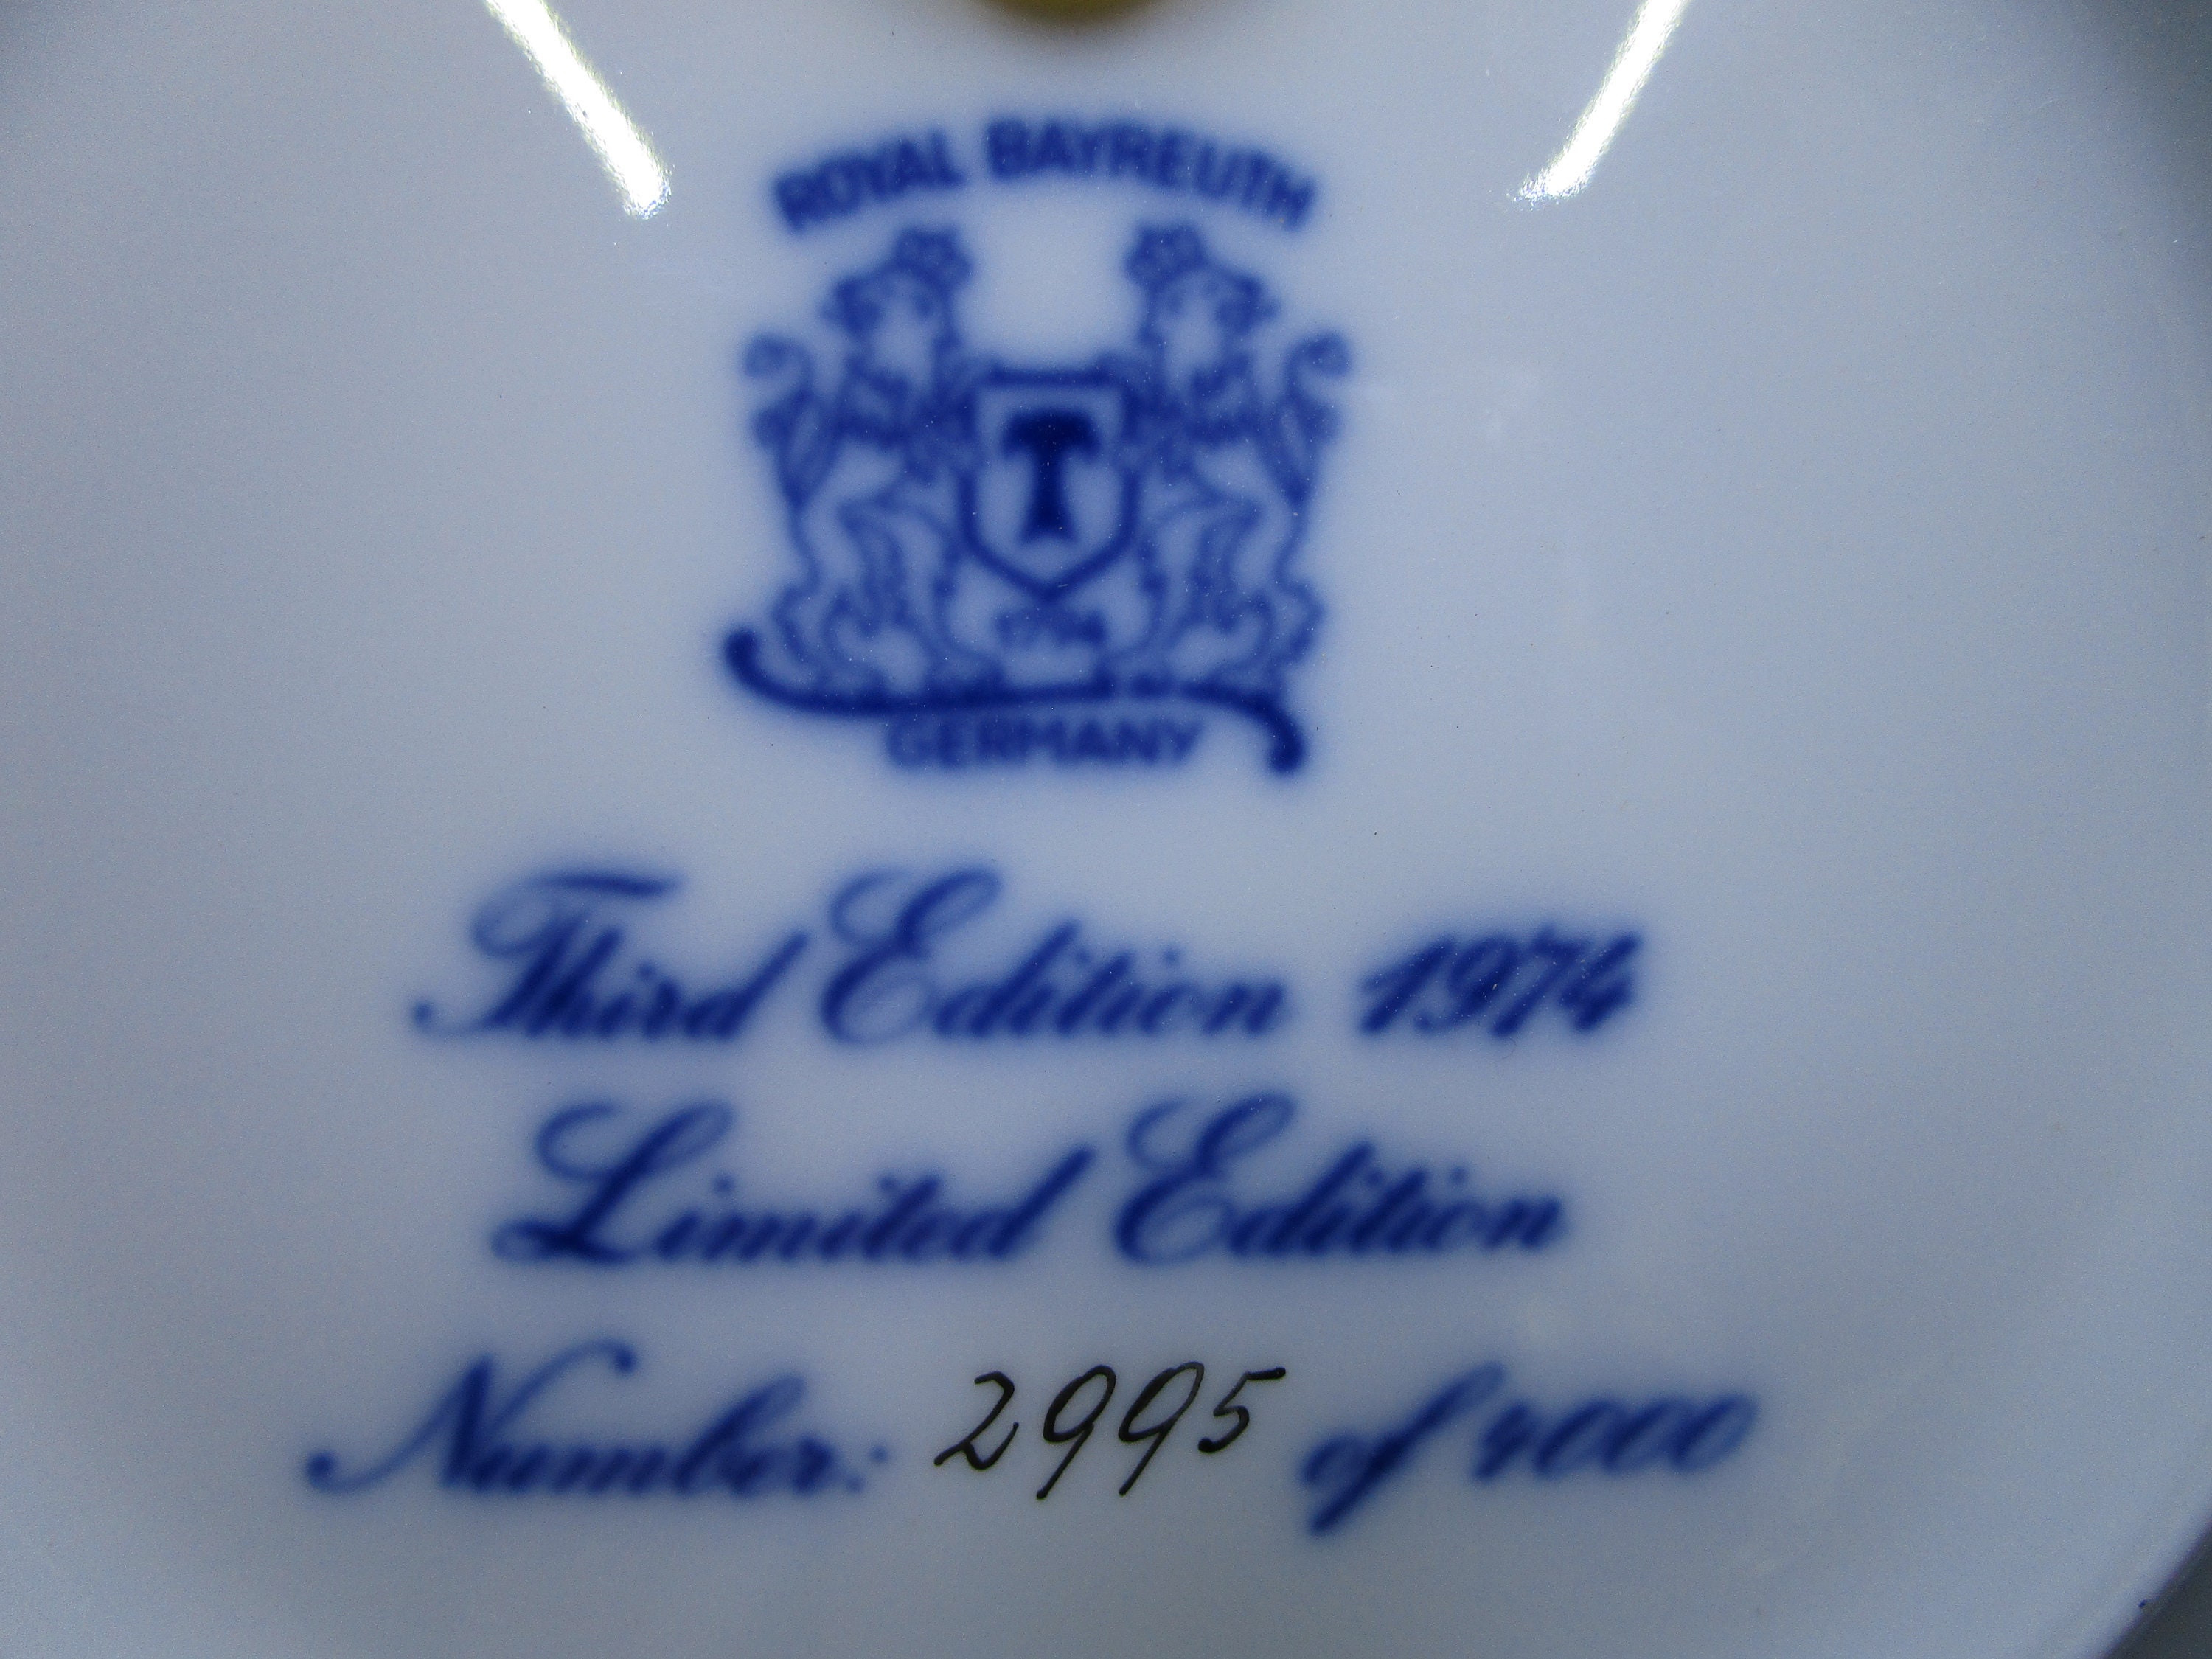 ROYAL BAYREUTH
T
1794
GERMANY
Third Edition 1974
Limited Edition
Number: 2995 of 4000